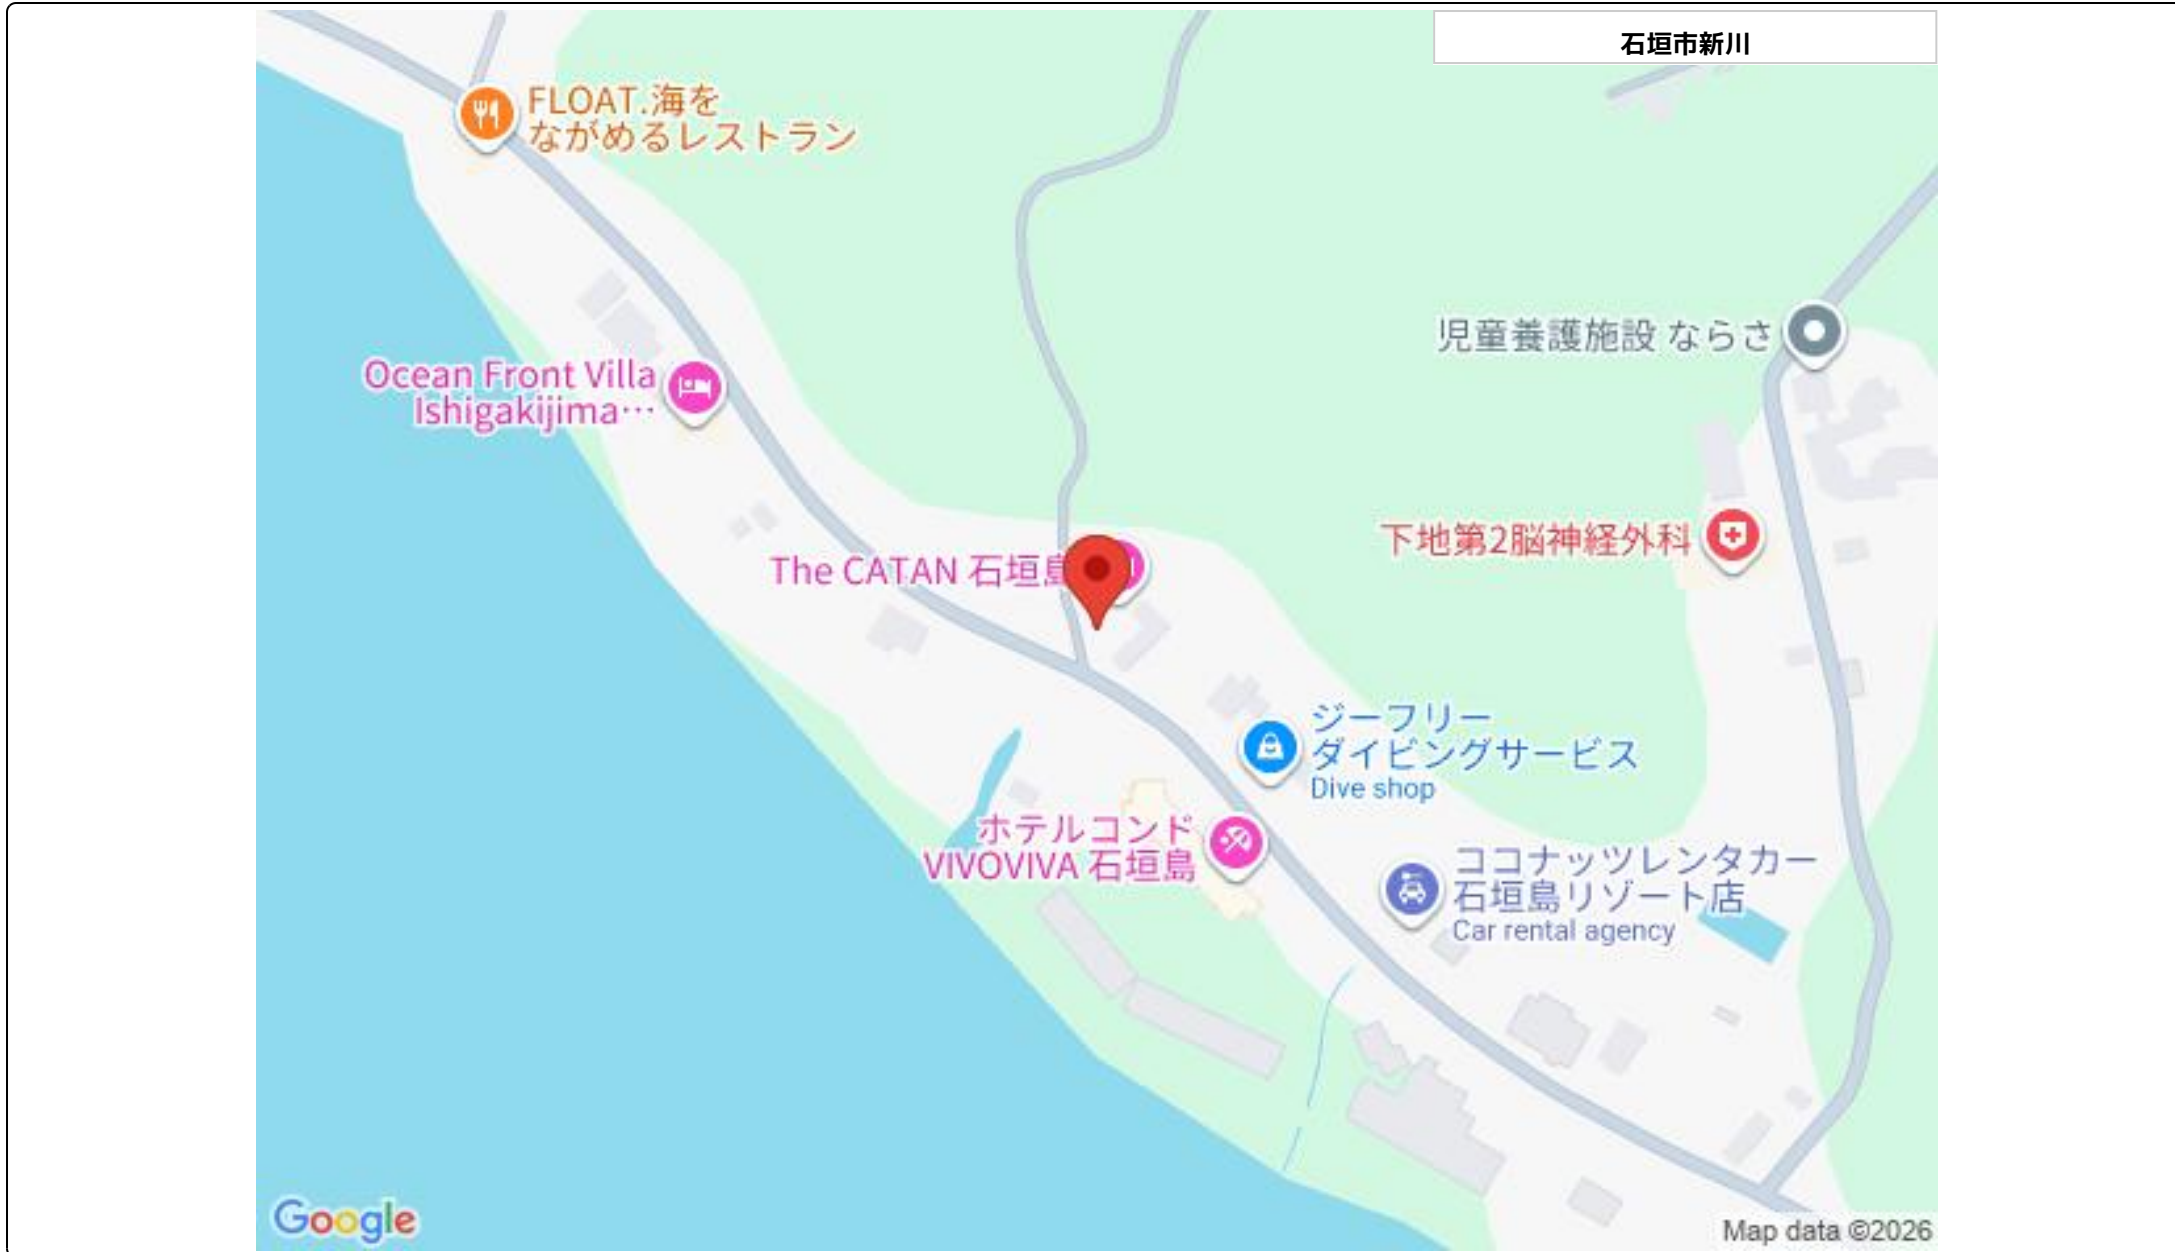 石垣市新川
FLOAT.海を
ながめるレストラン
児童養護施設 ならさ
Ocean Front Villa
Ishigakijima…
下地第2脳神経外科
The CATAN 石垣島
ジーフリー
ダイビングサービス
Dive shop
ホテルコンド
VIVOVIVA 石垣島
ココナッツレンタカー
石垣島リゾート店
Car rental agency
Google
Map data ©2026